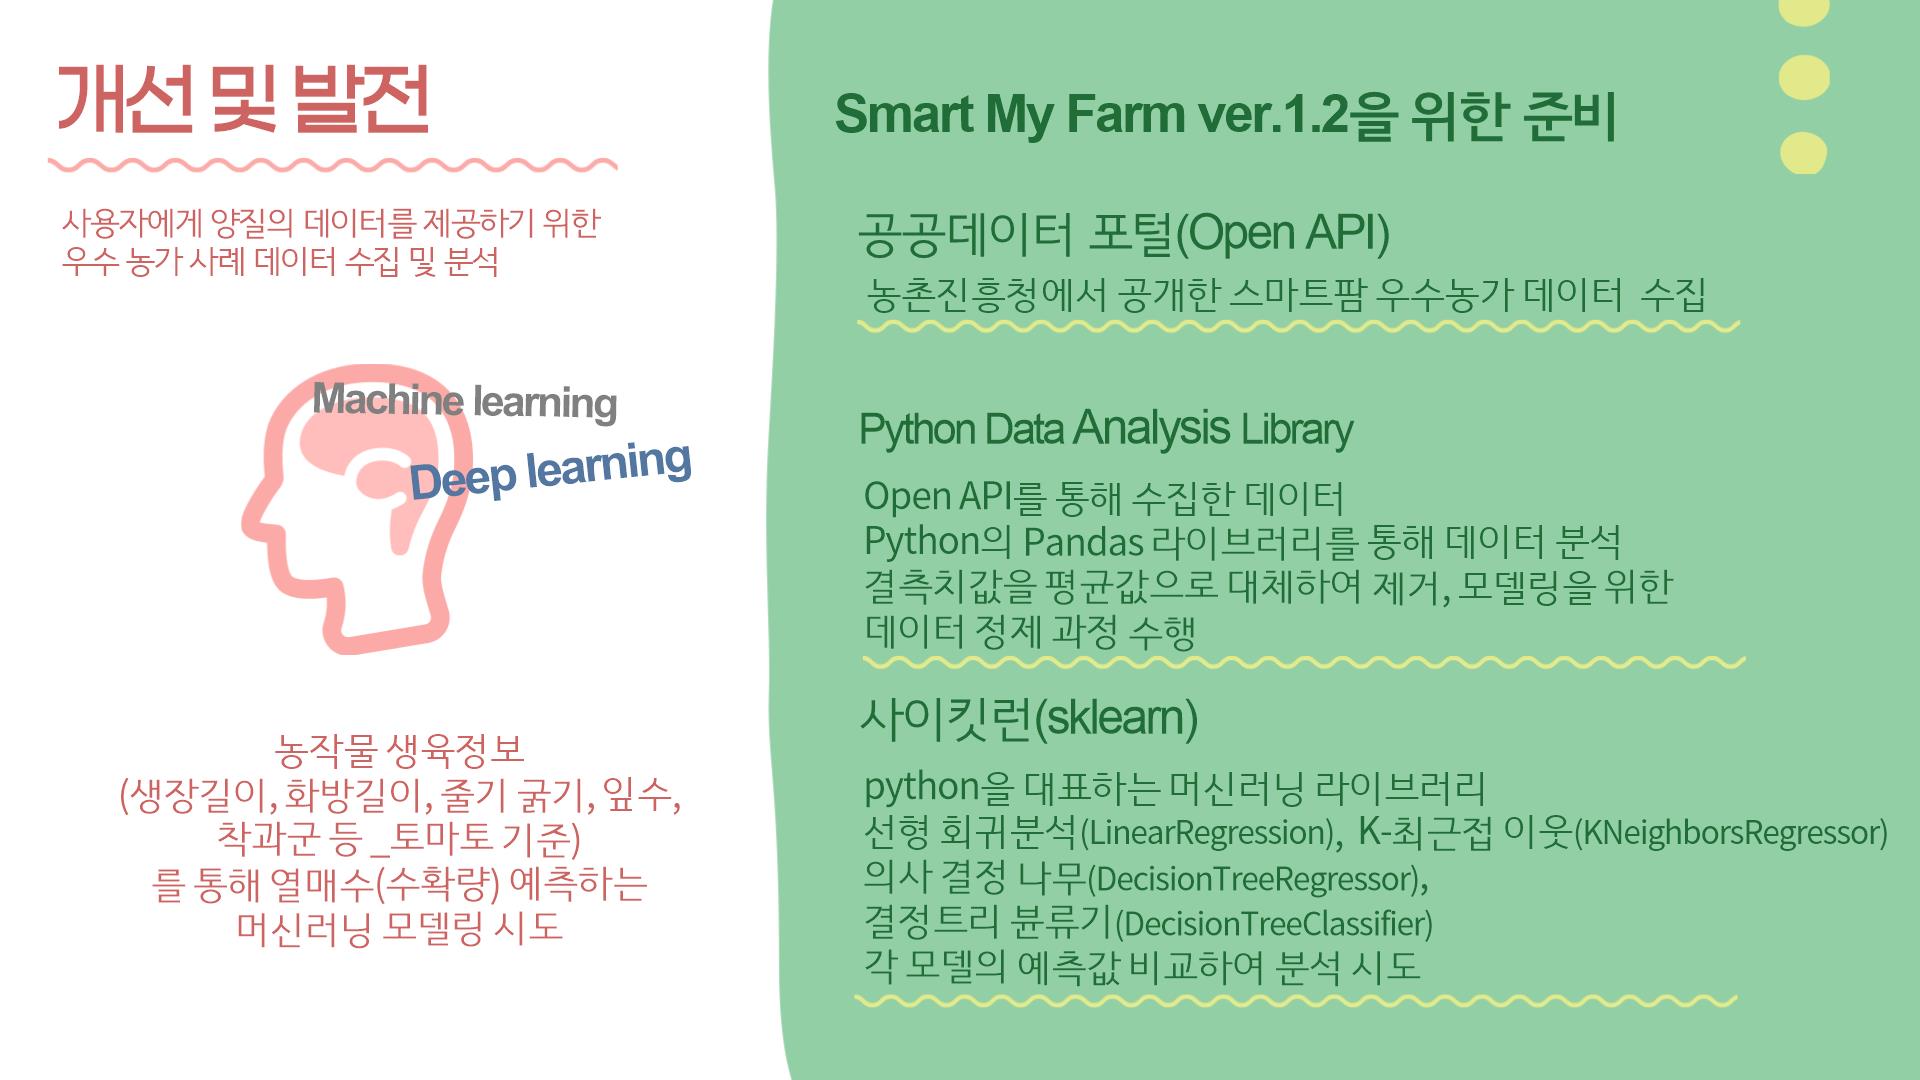 개선 및 발전
사용자에게 양질의 데이터를 제공하기 위한
우수 농가 사례 데이터 수집 및 분석
Machine learning
Deep learning
농작물 생육정보
(생장길이, 화방길이, 줄기 굵기, 잎수,
착과군 등 _토마토 기준)
를 통해 열매수(수확량) 예측하는
머신러닝 모델링 시도
Smart My Farm ver.1.2을 위한 준비
공공데이터 포털(Open API)
농촌진흥청에서 공개한 스마트팜 우수농가 데이터 수집
Python Data Analysis Library
Open API를 통해 수집한 데이터
Python의 Pandas 라이브러리를 통해 데이터 분석
결측치값을 평균값으로 대체하여 제거, 모델링을 위한
데이터 정제 과정 수행
사이킷런(sklearn)
python을 대표하는 머신러닝 라이브러리
선형 회귀분석(LinearRegression), K-최근접 이웃(KNeighborsRegressor)
의사 결정 나무(DecisionTreeRegressor),
결정트리 뷴류기(DecisionTreeClassifier)
각 모델의 예측값 비교하여 분석 시도